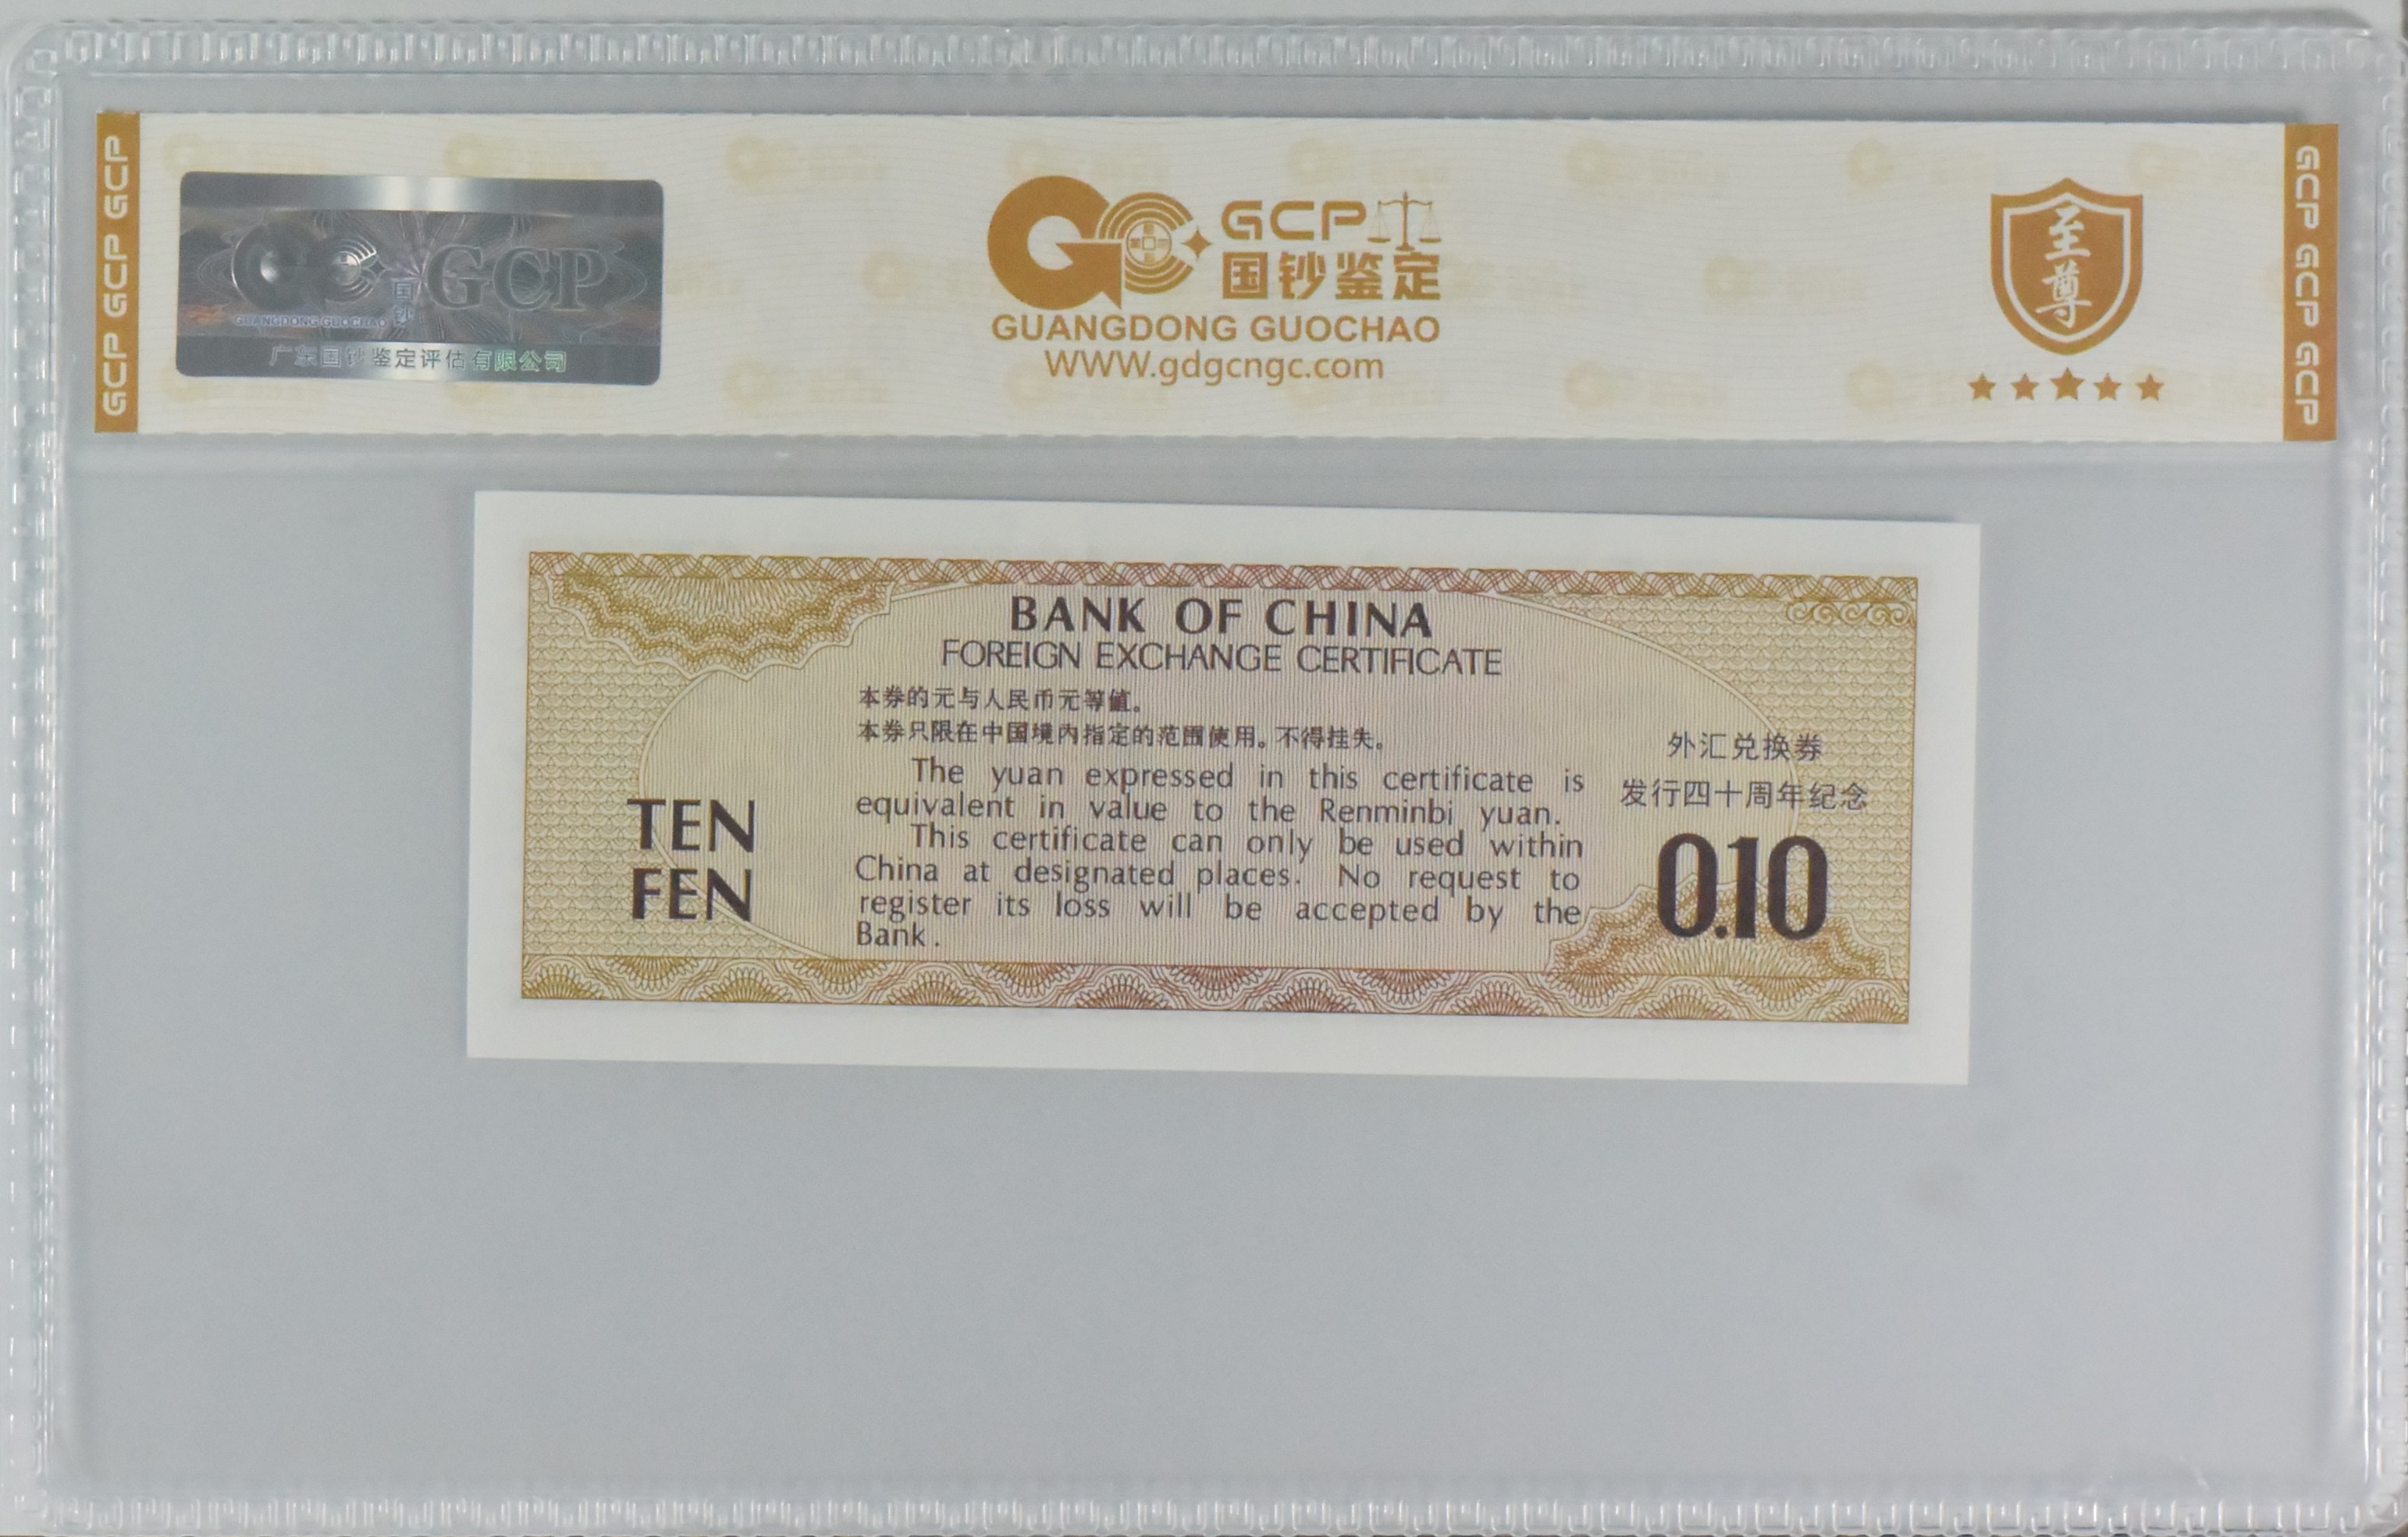 GCP GCP GCP
GCP
国钞
GUANGDONG GUOCHAO
广东国钞鉴定评估有限公司
GCP
国钞鉴定
GUANGDONG GUOCHAO
WWW.gdgcngc.com
至尊
GCP GCP GCP
BANK OF CHINA
FOREIGN EXCHANGE CERTIFICATE
本券的元与人民币元等值。
本券只限在中国境内指定的范围使用。不得挂失。
The yuan expressed in this certificate is
equivalent in value to the Renminbi yuan.
This certificate can only be used within
China at designated places. No request to
register its loss will be accepted by the
Bank.
TEN
FEN
外汇兑换券
发行四十周年纪念
0.10